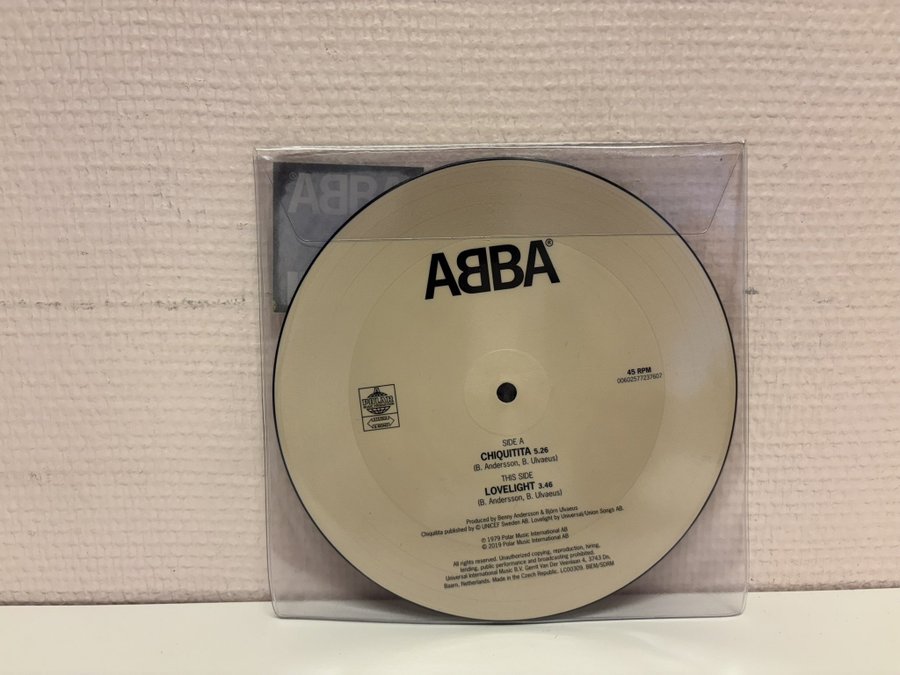 ABBA
ABBA®
45 RPM
00602577237607
POLAR
SIDE A
CHIQUITITA 5.26
(B. Andersson, B. Ulvaeus)
THIS SIDE
LOVELIGHT 3.46
(B. Andersson, B. Ulvaeus)
Produced by Benny Andersson & Björn Ulvaeus
Chiquitita published by © UNICEF Sweden AB. Lovelight by Universal/Union Songs AB.
℗ 1979 Polar Music International AB
© 2019 Polar Music International AB
All rights reserved. Unauthorized copying, reproduction, hiring,
lending, public performance and broadcasting prohibited.
Universal International Music B.V. Gerrit Van Der Veenlaan 4, 3743 Dn,
Baarn. Netherlands. Made in the Czech Republic. LC00309. BIEM/SDRM